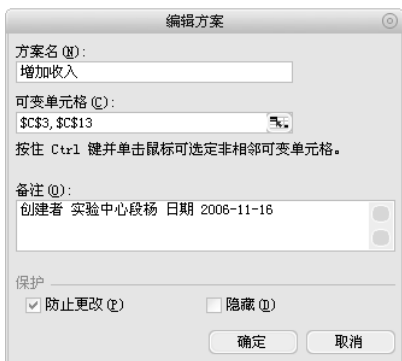 编辑方案
方案名(N):
增加收入
可变单元格(C):
$C$3,$C$13
按住 Ctrl 键并单击鼠标可选定非相邻可变单元格。
备注(O):
创建者 实验中心段杨 日期 2006-11-16
保护
防止更改(P) 隐藏(D)
确定 取消